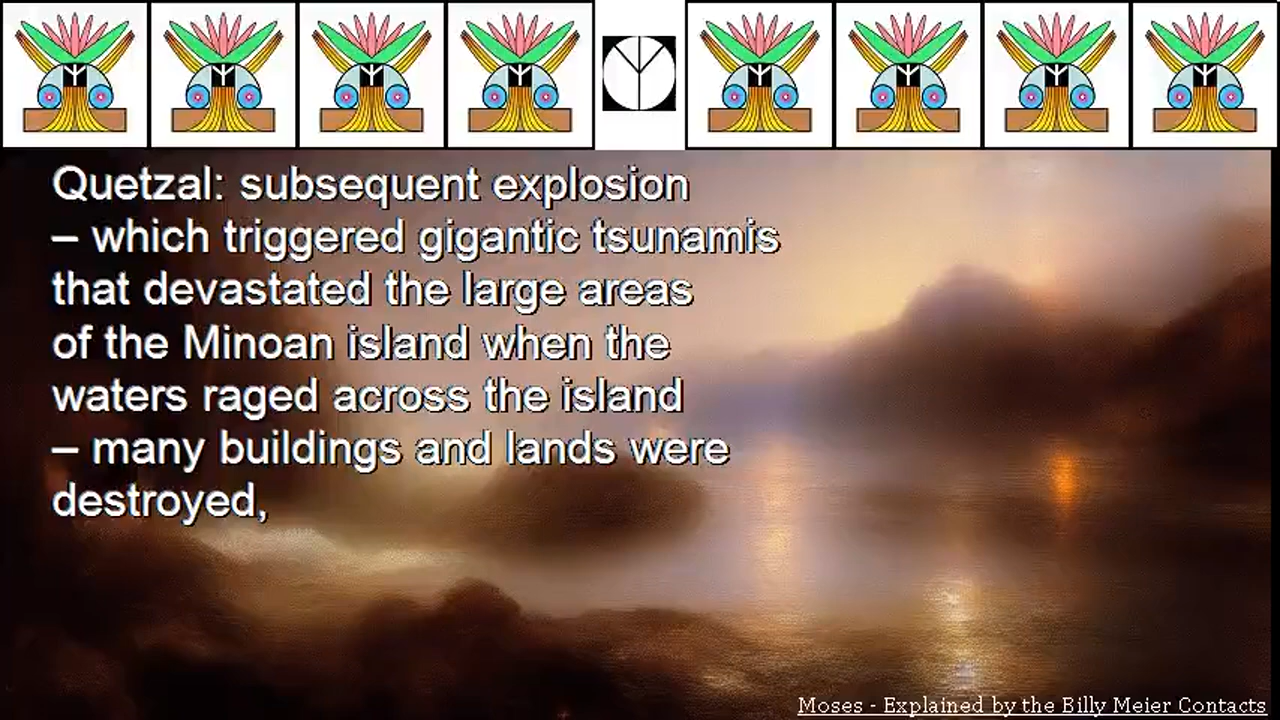 Quetzal: subsequent explosion
– which triggered gigantic tsunamis
that devastated the large areas
of the Minoan island when the
waters raged across the island
– many buildings and lands were
destroyed,
Moses - Explained by the Billy Meier Contacts